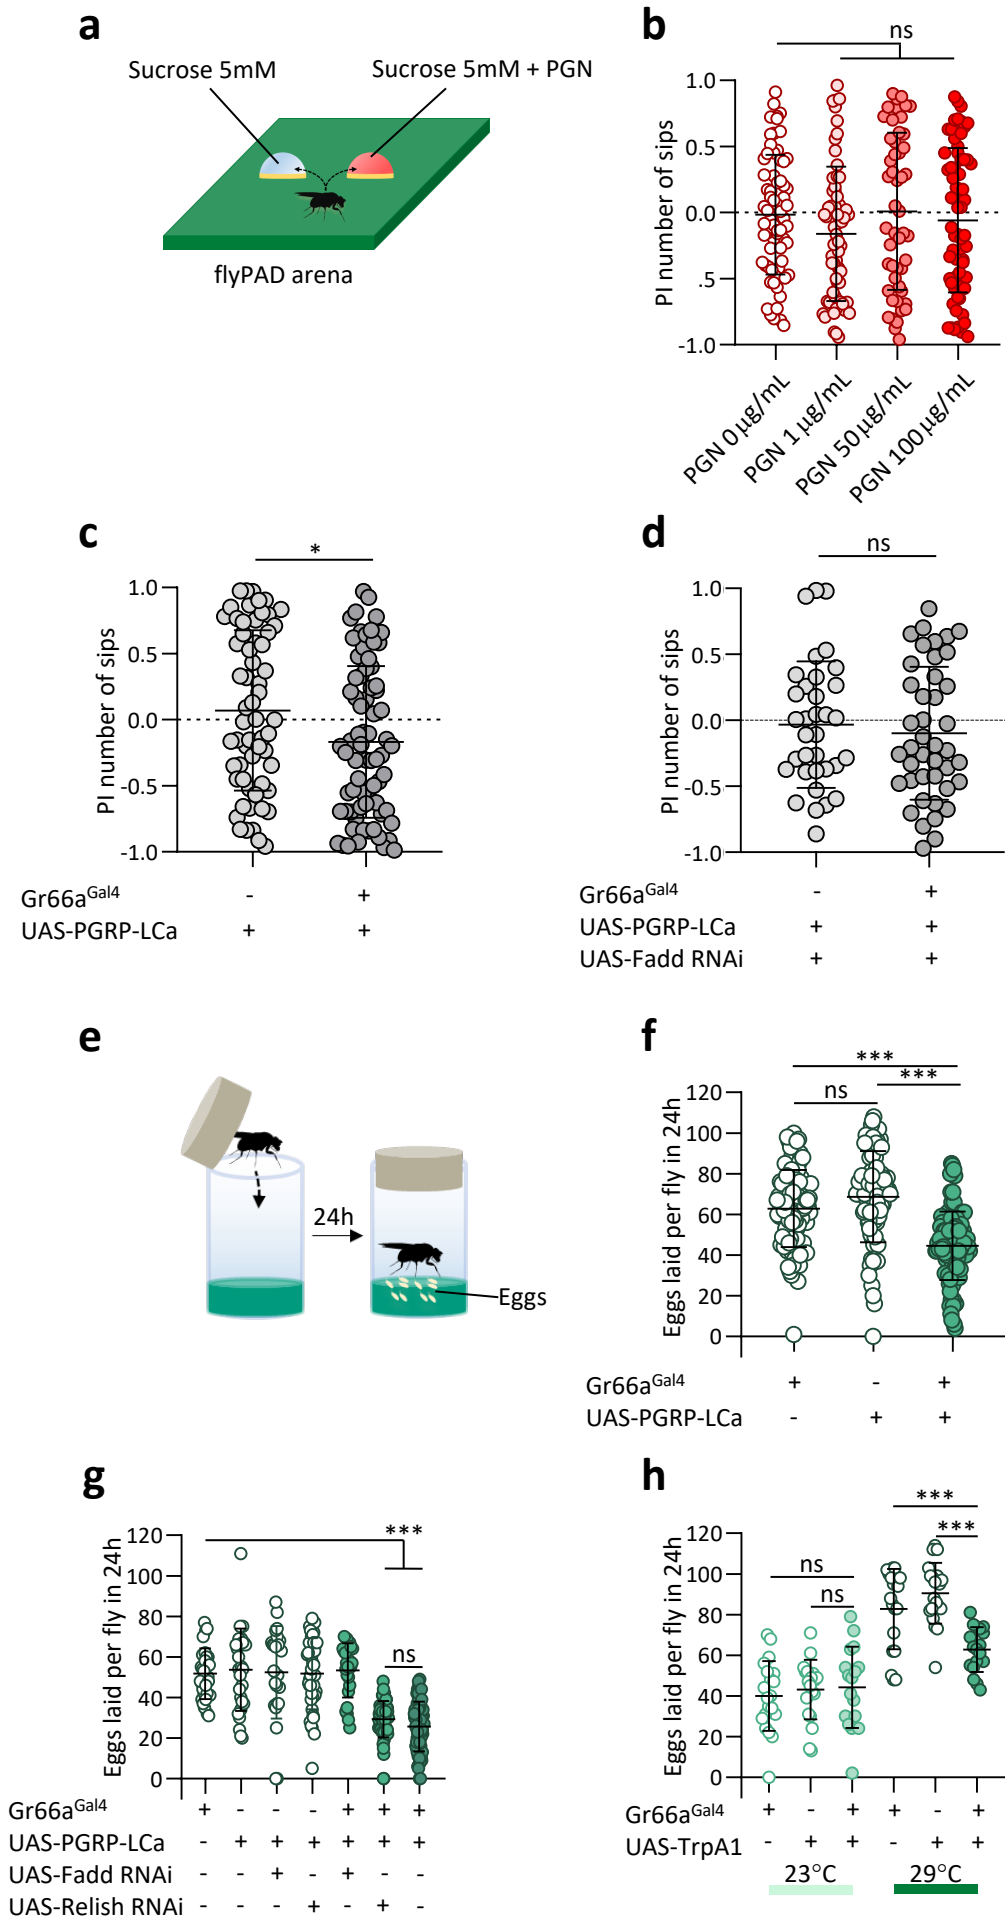 a
Sucrose 5mM
Sucrose 5mM + PGN
flyPAD arena
b
ns
PI number of sips
1.0
0.5
0.0
.5
-1.0
PGN 0 µg/mL
PGN 1 µg/mL
PGN 50 µg/mL
PGN 100 µg/mL
c
*
PI number of sips
1.0
0.5
0.0
-0.5
-1.0
Gr66aGal4 - +
UAS-PGRP-LCa + +
d
ns
PI number of sips
1.0
0.5
0.0
-0.5
-1.0
Gr66aGal4 - +
UAS-PGRP-LCa + +
UAS-Fadd RNAi + +
e
24h
Eggs
f
***
***
ns
Eggs laid per fly in 24h
120
100
80
60
40
20
0
Gr66aGal4 + - +
UAS-PGRP-LCa - + +
g
***
ns
Eggs laid per fly in 24h
120
100
80
60
40
20
0
Gr66aGal4 + - - - + + +
UAS-PGRP-LCa - + + + + + +
UAS-Fadd RNAi - - + - + - -
UAS-Relish RNAi - - - + - + -
h
***
***
ns
ns
Eggs laid per fly in 24h
120
100
80
60
40
20
0
Gr66aGal4 + - + + - +
UAS-TrpA1 - + + - + +
23°C 29°C